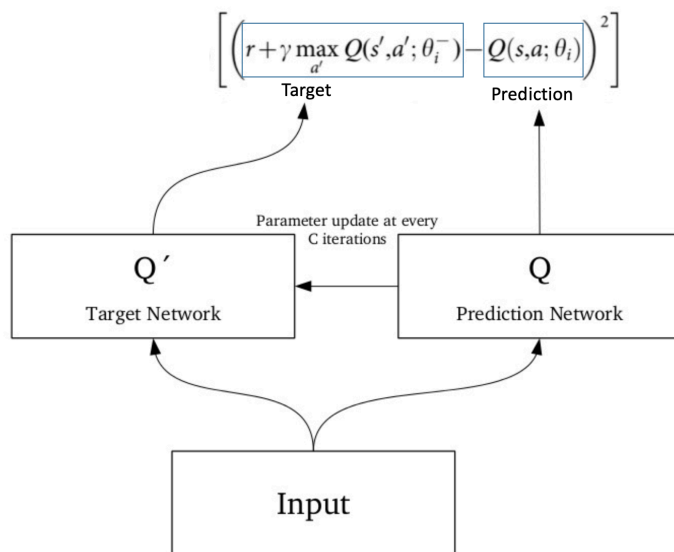 [(r + γ max_{a′} Q(s′,a′; θ_i^−) − Q(s,a; θ_i))^2]
Target
Prediction
Parameter update at every
C iterations
Q´
Target Network
Q
Prediction Network
Input